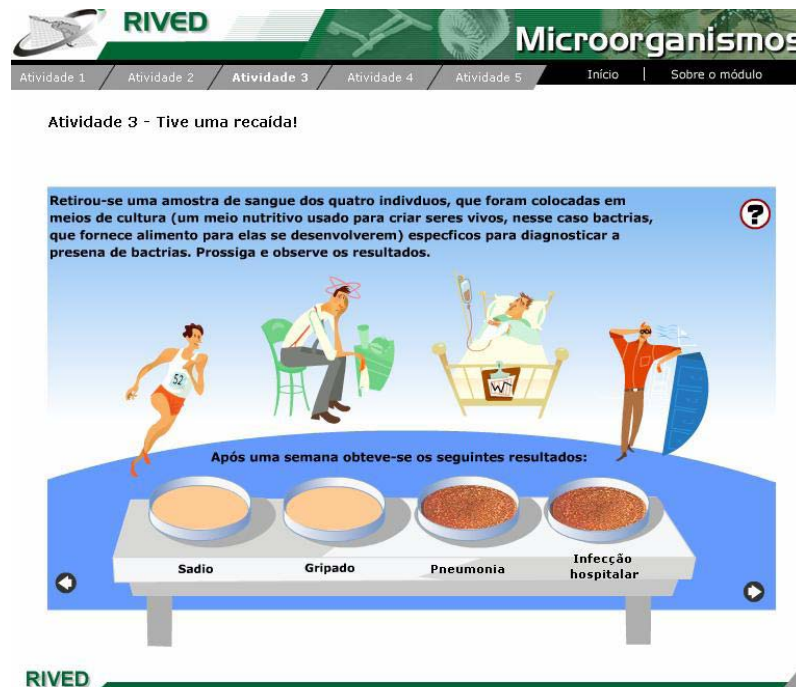 RIVED
Microorganismos
Atividade 1
Atividade 2
Atividade 3
Atividade 4
Atividade 5
Início
Sobre o módulo
Atividade 3 - Tive uma recaída!
Retirou-se uma amostra de sangue dos quatro indivduos, que foram colocadas em
meios de cultura (um meio nutritivo usado para criar seres vivos, nesse caso bactrias,
que fornece alimento para elas se desenvolverem) especficos para diagnosticar a
presena de bactrias. Prossiga e observe os resultados.
?
52
Após uma semana obteve-se os seguintes resultados:
Sadio
Gripado
Pneumonia
Infecção
hospitalar
RIVED